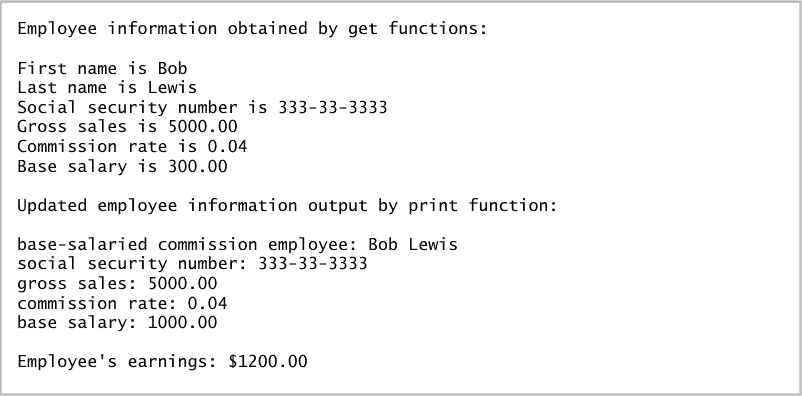 Employee information obtained by get functions:
First name is Bob
Last name is Lewis
Social security number is 333-33-3333
Gross sales is 5000.00
Commission rate is 0.04
Base salary is 300.00
Updated employee information output by print function:
base-salaried commission employee: Bob Lewis
social security number: 333-33-3333
gross sales: 5000.00
commission rate: 0.04
base salary: 1000.00
Employee's earnings: $1200.00